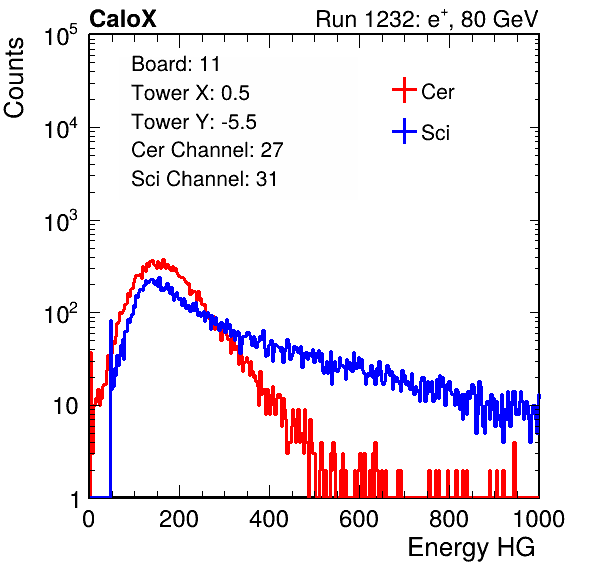 CaloX Run 1232: e⁺, 80 GeV
Board: 11
Tower X: 0.5
Tower Y: -5.5
Cer Channel: 27
Sci Channel: 31
Cer
Sci
Counts
10⁵
10⁴
10³
10²
10
1
0 200 400 600 800 1000
Energy HG